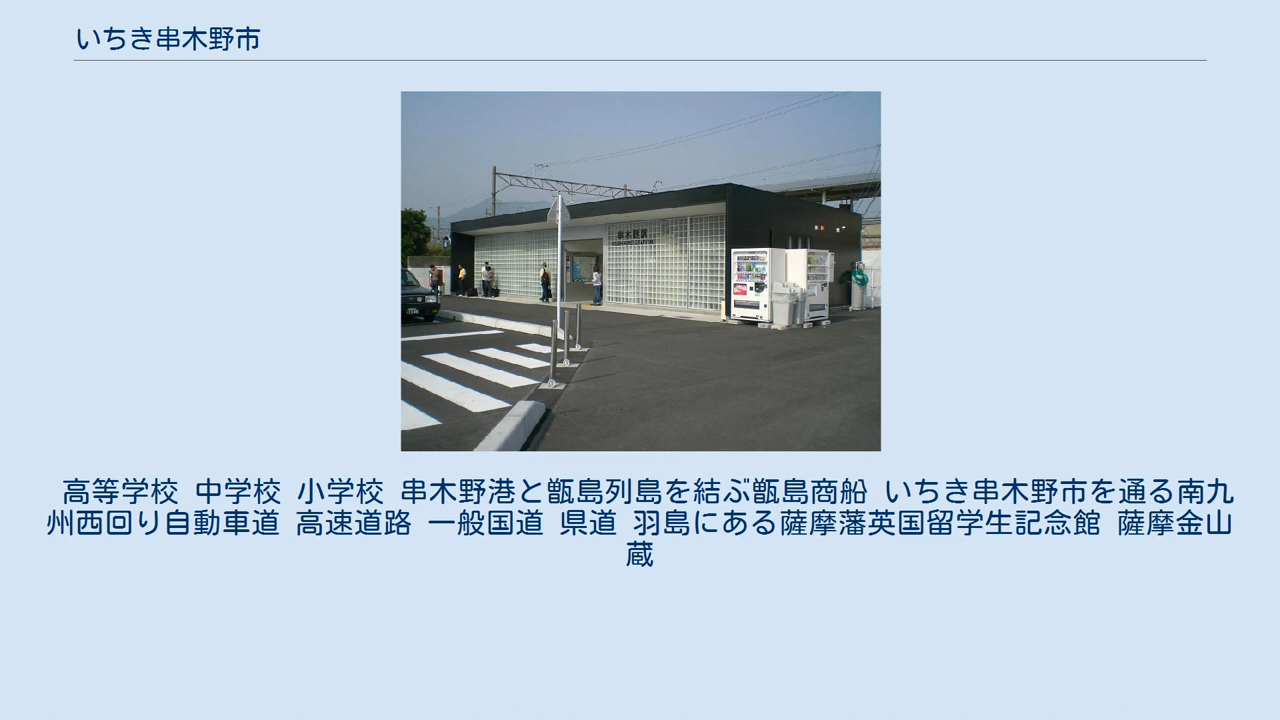 いちき串木野市
串木野駅
高等学校 中学校 小学校 串木野港と甑島列島を結ぶ甑島商船 いちき串木野市を通る南九
州西回り自動車道 高速道路 一般国道 県道 羽島にある薩摩藩英国留学生記念館 薩摩金山
蔵